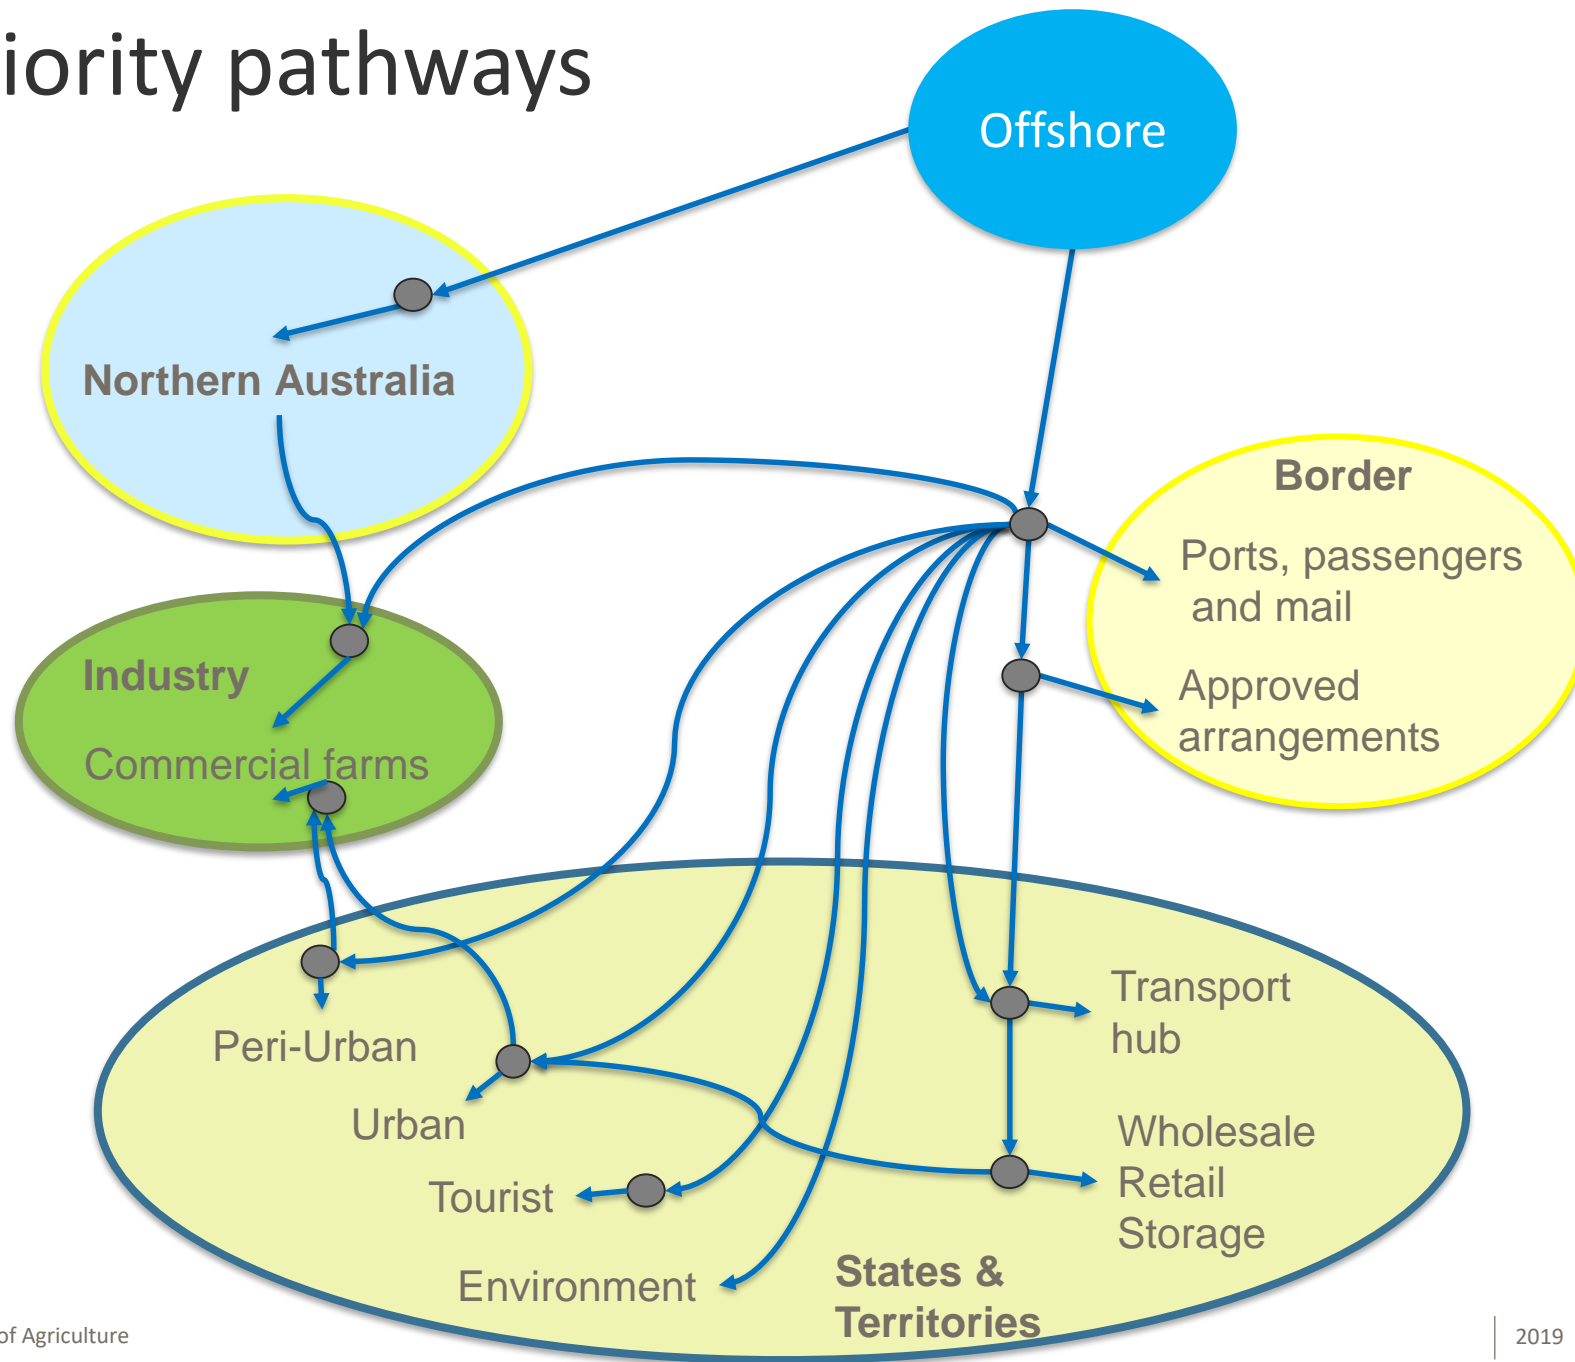 iority pathways
Offshore
Northern Australia
Border
Ports, passengers
and mail
Approved
arrangements
Industry
Commercial farms
Transport
hub
Peri-Urban
Urban
Wholesale
Retail
Storage
Tourist
Environment
States &
Territories
of Agriculture
2019